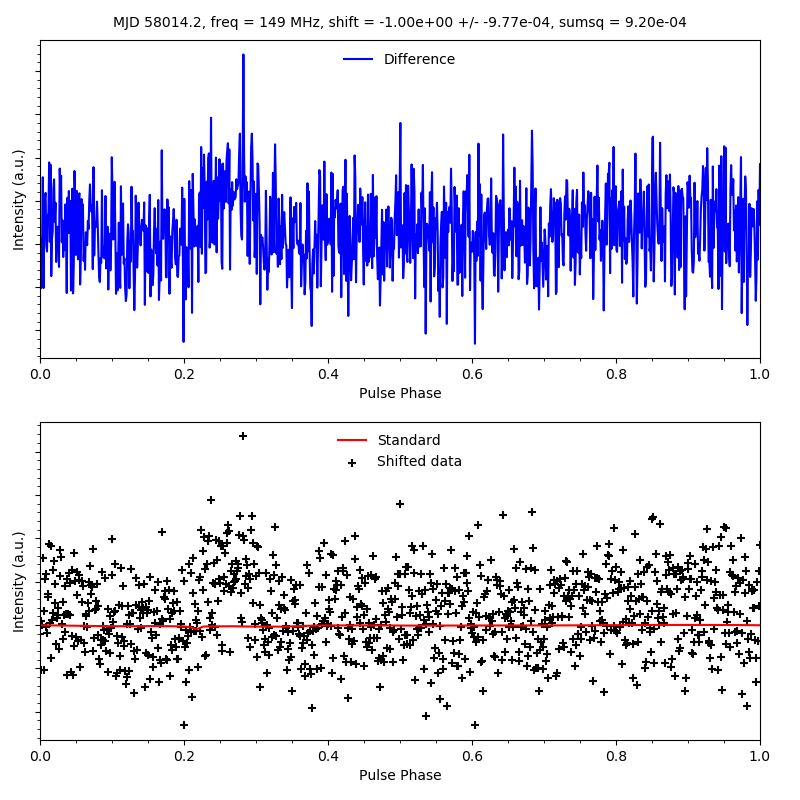 MJD 58014.2, freq = 149 MHz, shift = -1.00e+00 +/- -9.77e-04, sumsq = 9.20e-04
Difference
Intensity (a.u.)
0.0 0.2 0.4 0.6 0.8 1.0
Pulse Phase
Standard
Shifted data
Intensity (a.u.)
0.0 0.2 0.4 0.6 0.8 1.0
Pulse Phase